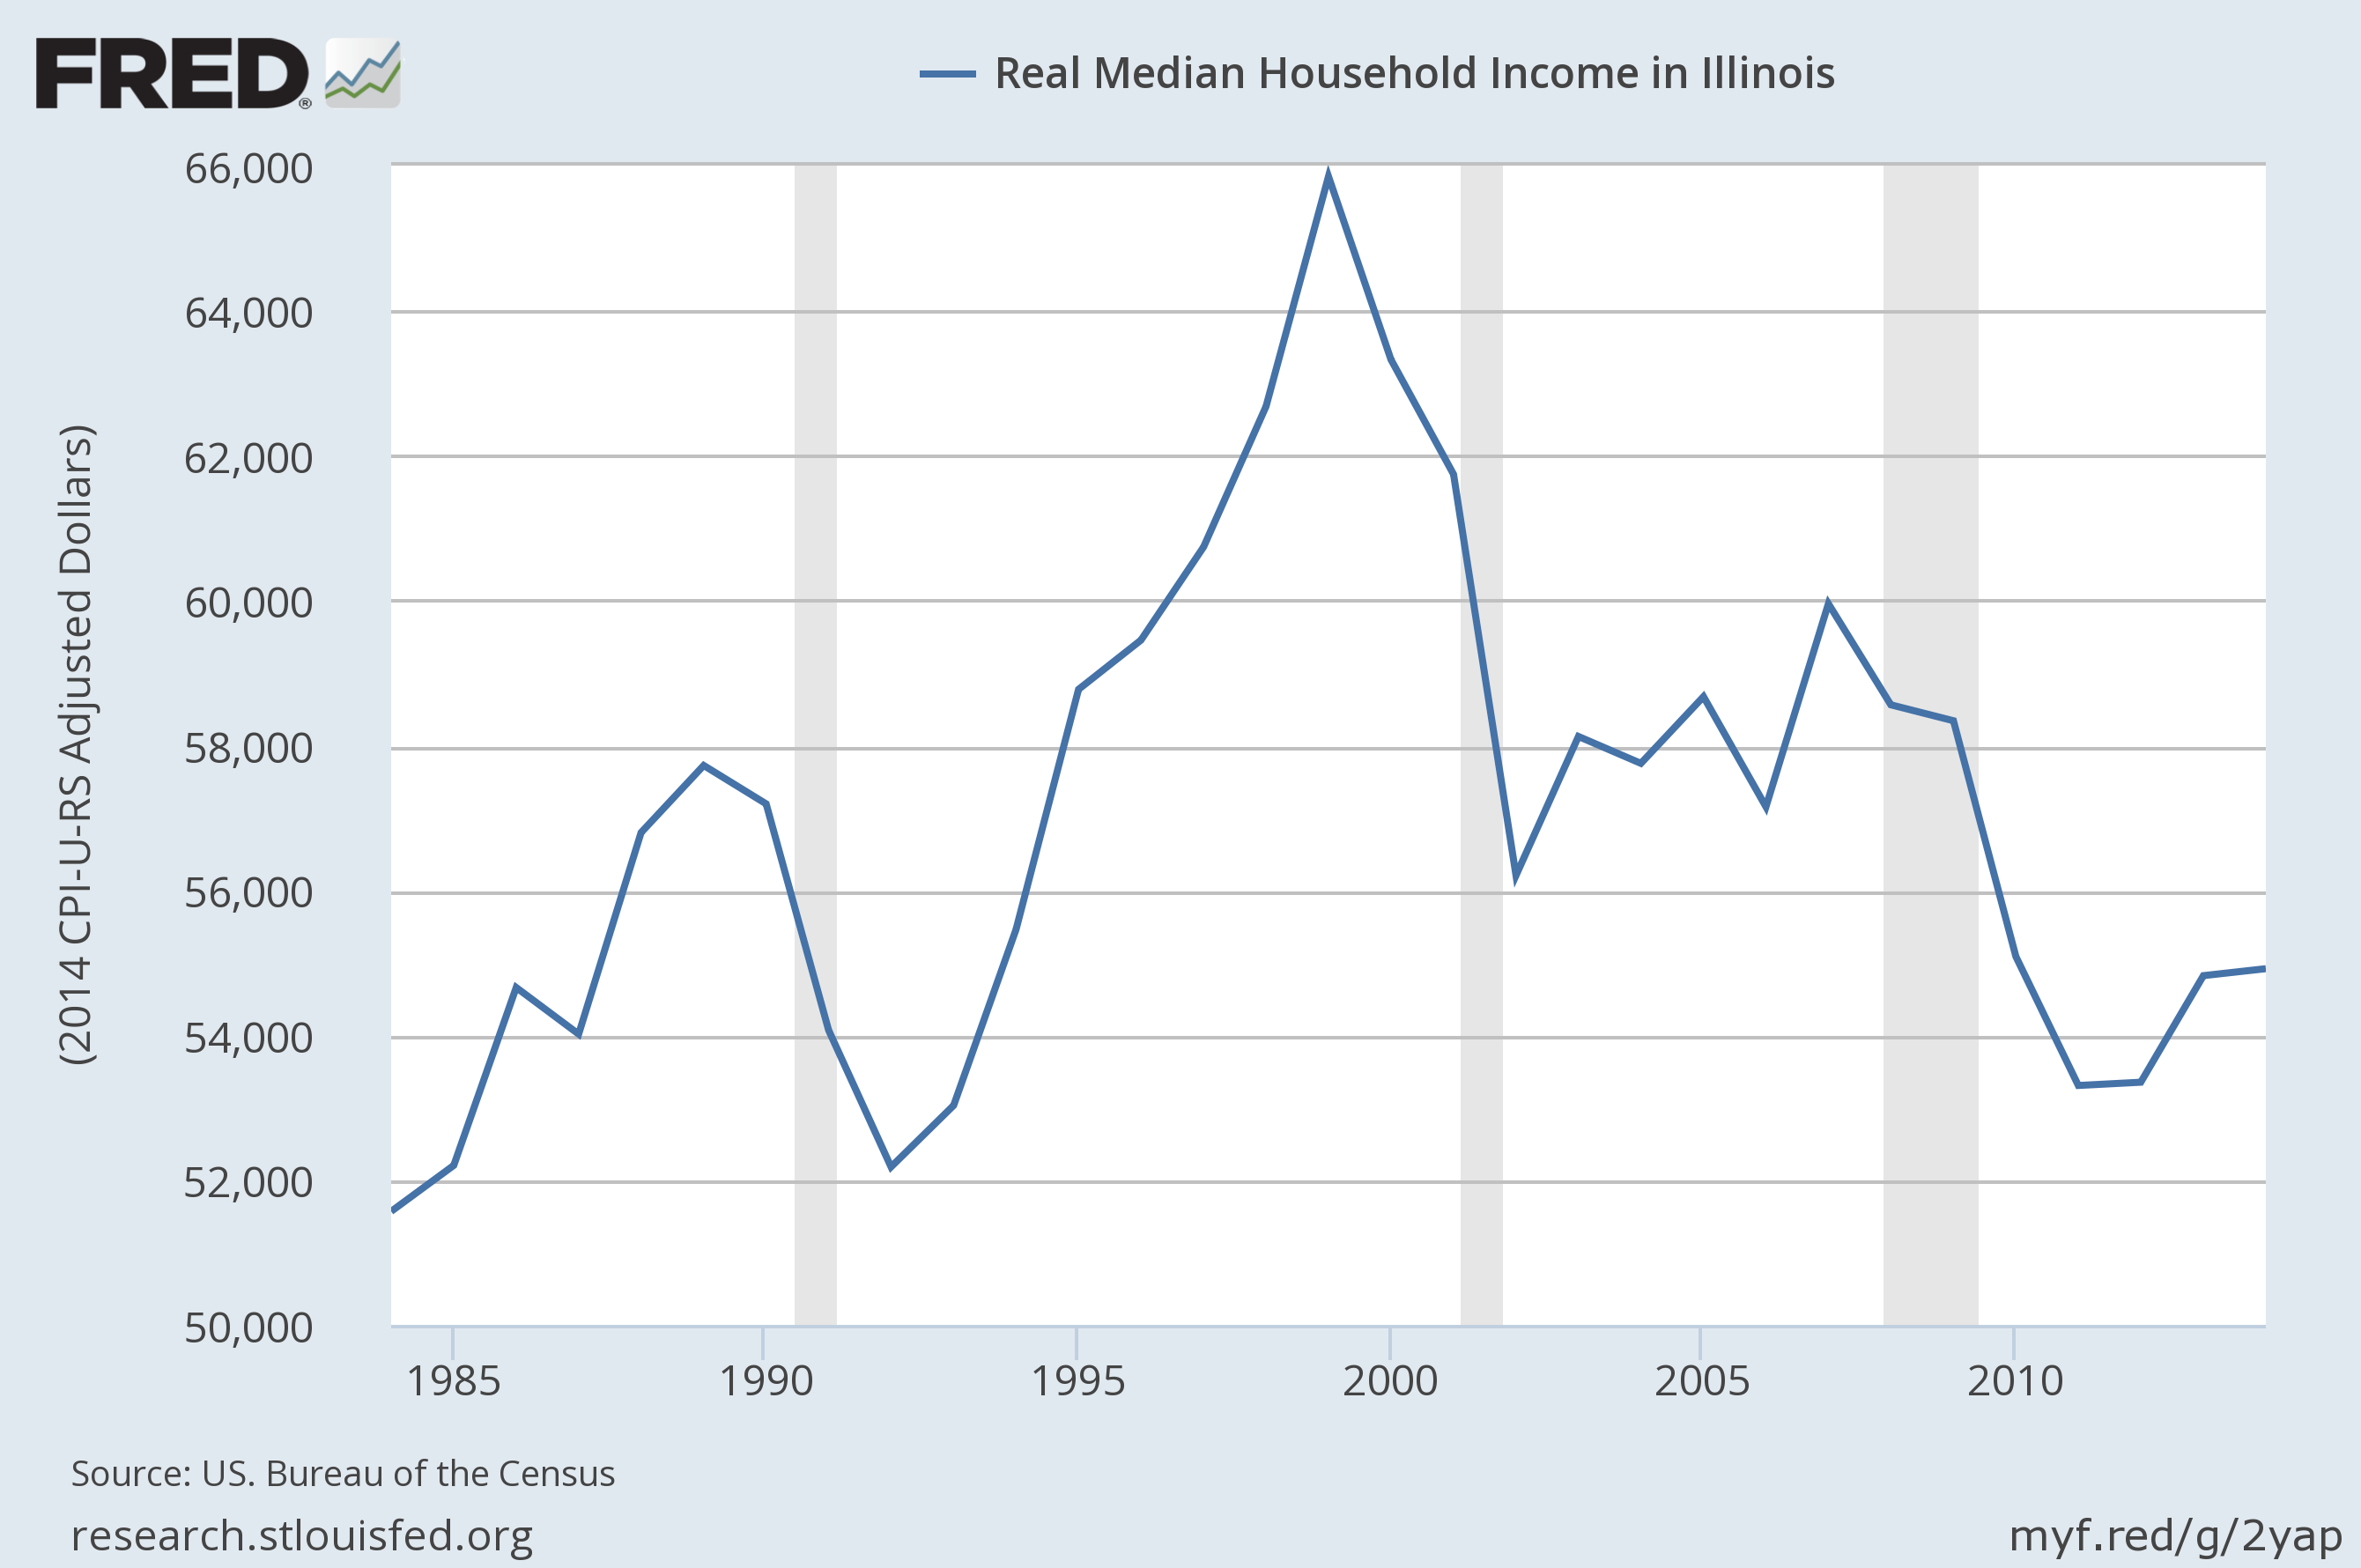 FRED®
Real Median Household Income in Illinois
66,000
64,000
62,000
60,000
58,000
56,000
54,000
52,000
50,000
(2014 CPI-U-RS Adjusted Dollars)
1985 1990 1995 2000 2005 2010
Source: US. Bureau of the Census
research.stlouisfed.org
myf.red/g/2yap